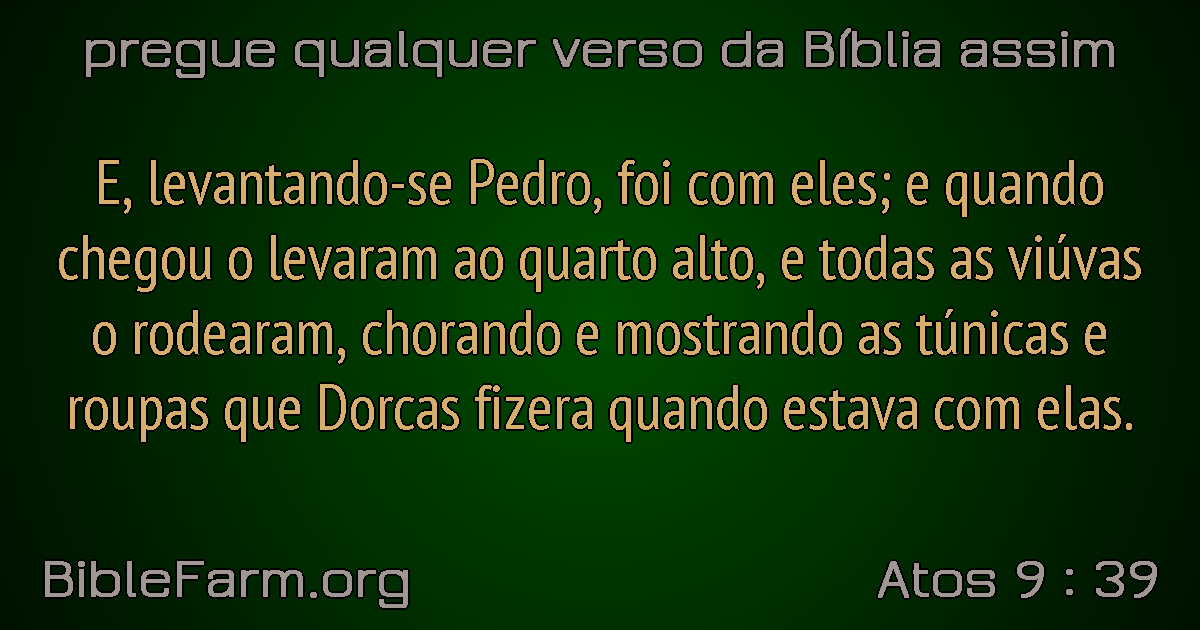 pregue qualquer verso da Bíblia assim
E, levantando-se Pedro, foi com eles; e quando
chegou o levaram ao quarto alto, e todas as viúvas
o rodearam, chorando e mostrando as túnicas e
roupas que Dorcas fizera quando estava com elas.
BibleFarm.org
Atos 9 : 39